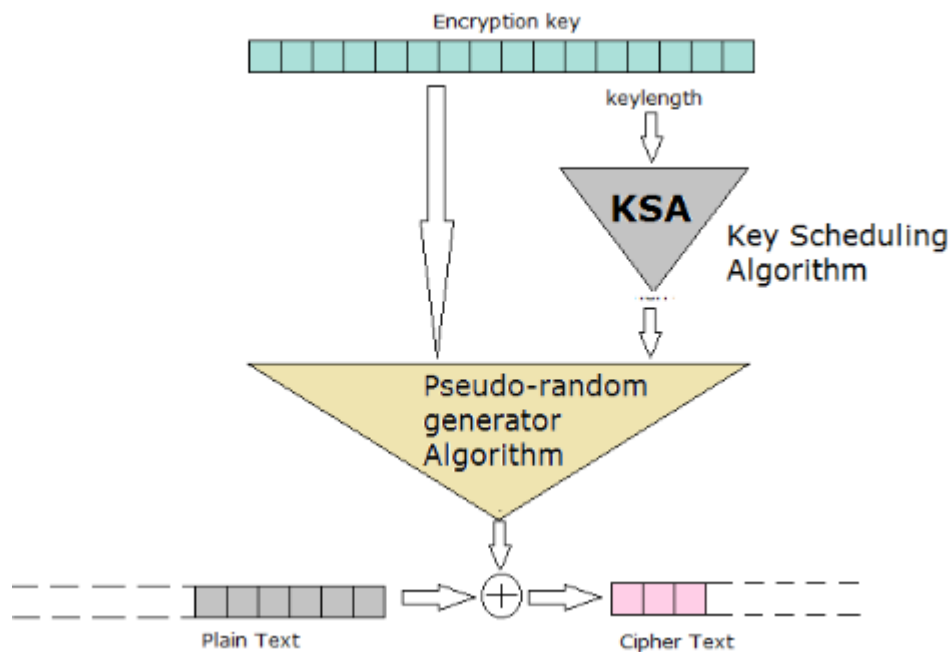 Encryption key
keylength
KSA
Key Scheduling
Algorithm
Pseudo-random
generator
Algorithm
Plain Text
Cipher Text